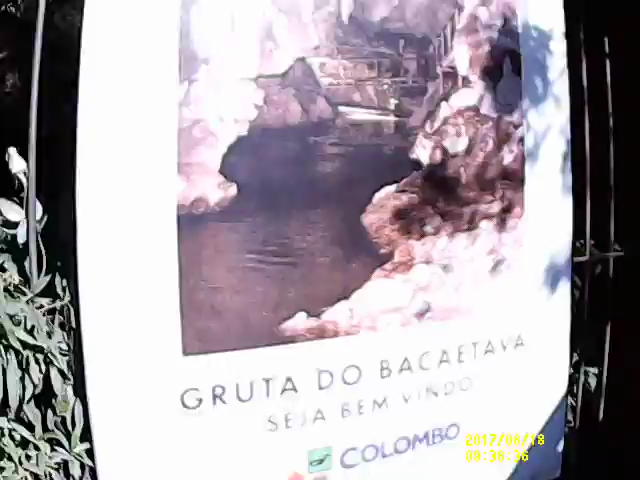 GRUTA DO BACAETAVA
SEJA BEM VINDO
COLOMBO
2017/06/18
09:38:36